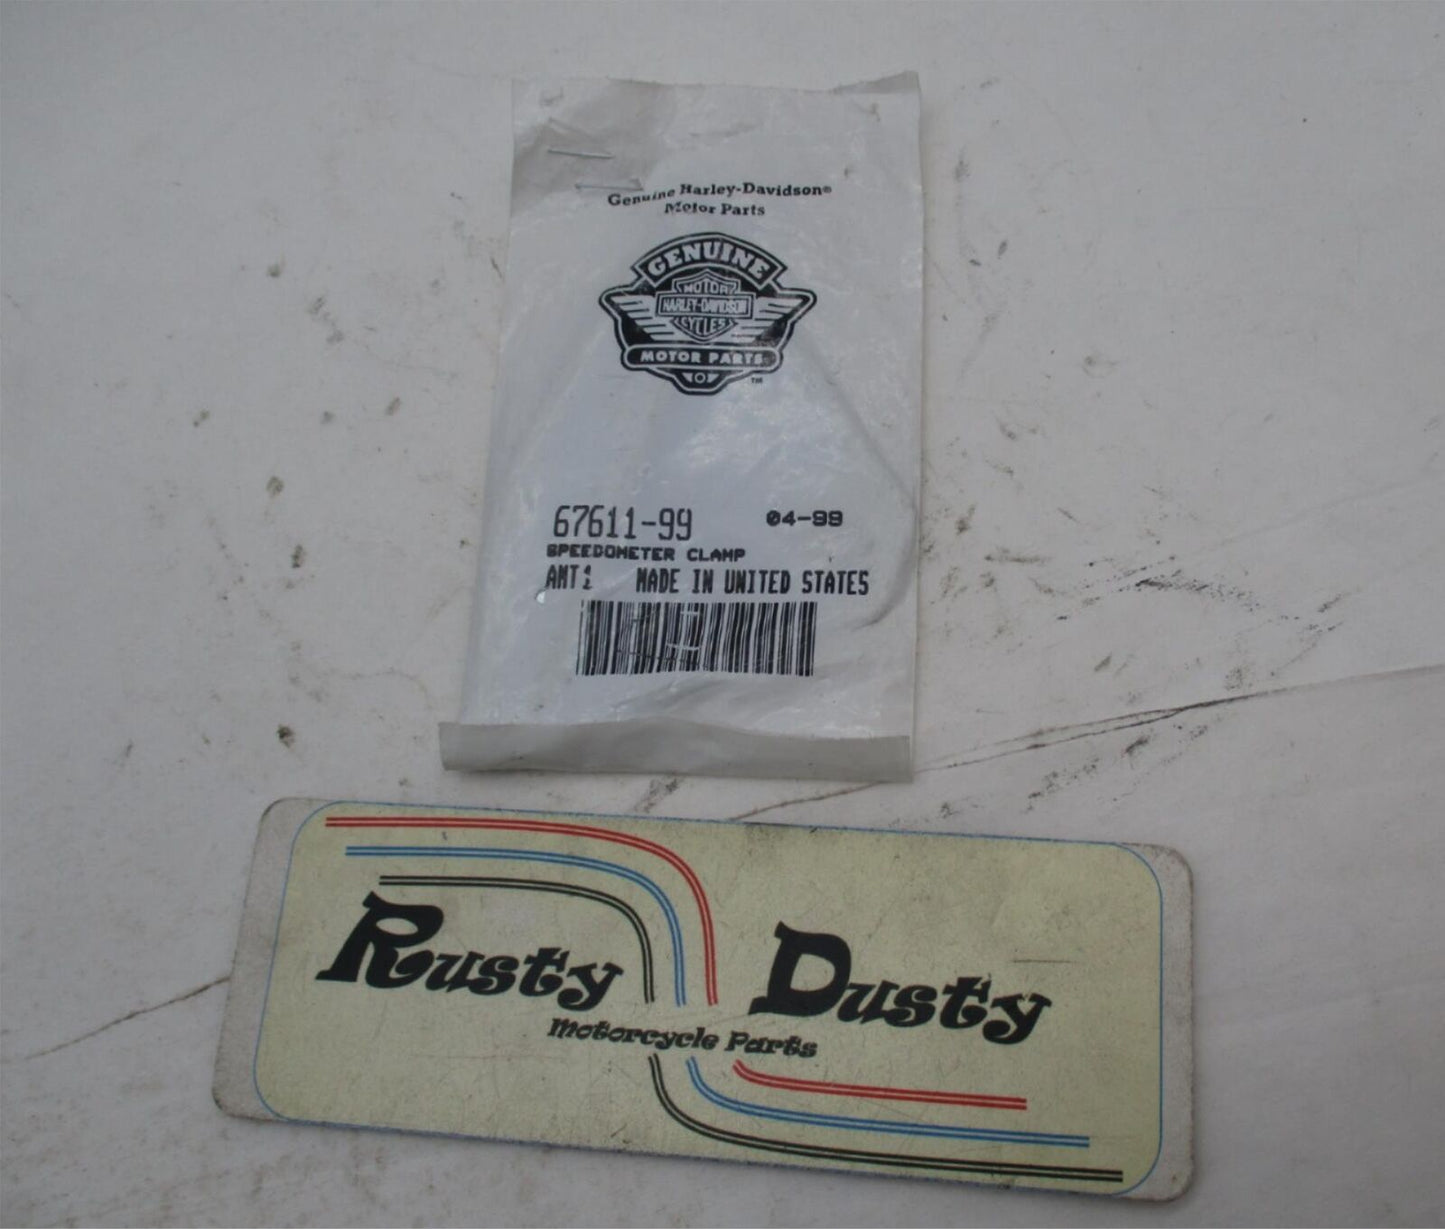 Genuine Harley-Davidson®
Motor Parts
GENUINE
MOTOR
HARLEY-DAVIDSON
CYCLES
MOTOR PARTS
TM
67611-99 04-99
SPEEDOMETER CLAMP
AMT 1 MADE IN UNITED STATES
Rusty Dusty
Motorcycle Parts